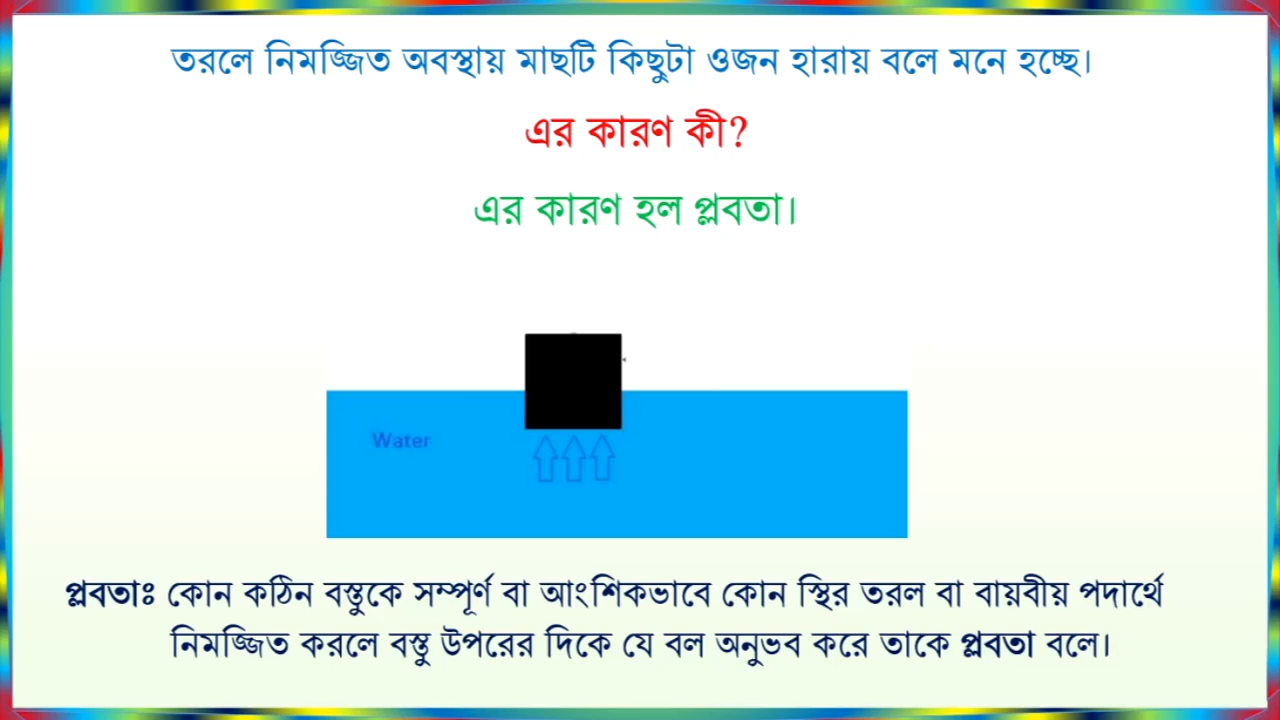 তরলে নিমজ্জিত অবস্থায় মাছটি কিছুটা ওজন হারায় বলে মনে হচ্ছে।
এর কারণ কী?
এর কারণ হল প্লবতা।
Water
প্লবতাঃ কোন কঠিন বস্তুকে সম্পূর্ণ বা আংশিকভাবে কোন স্থির তরল বা বায়বীয় পদার্থে
নিমজ্জিত করলে বস্তু উপরের দিকে যে বল অনুভব করে তাকে প্লবতা বলে।